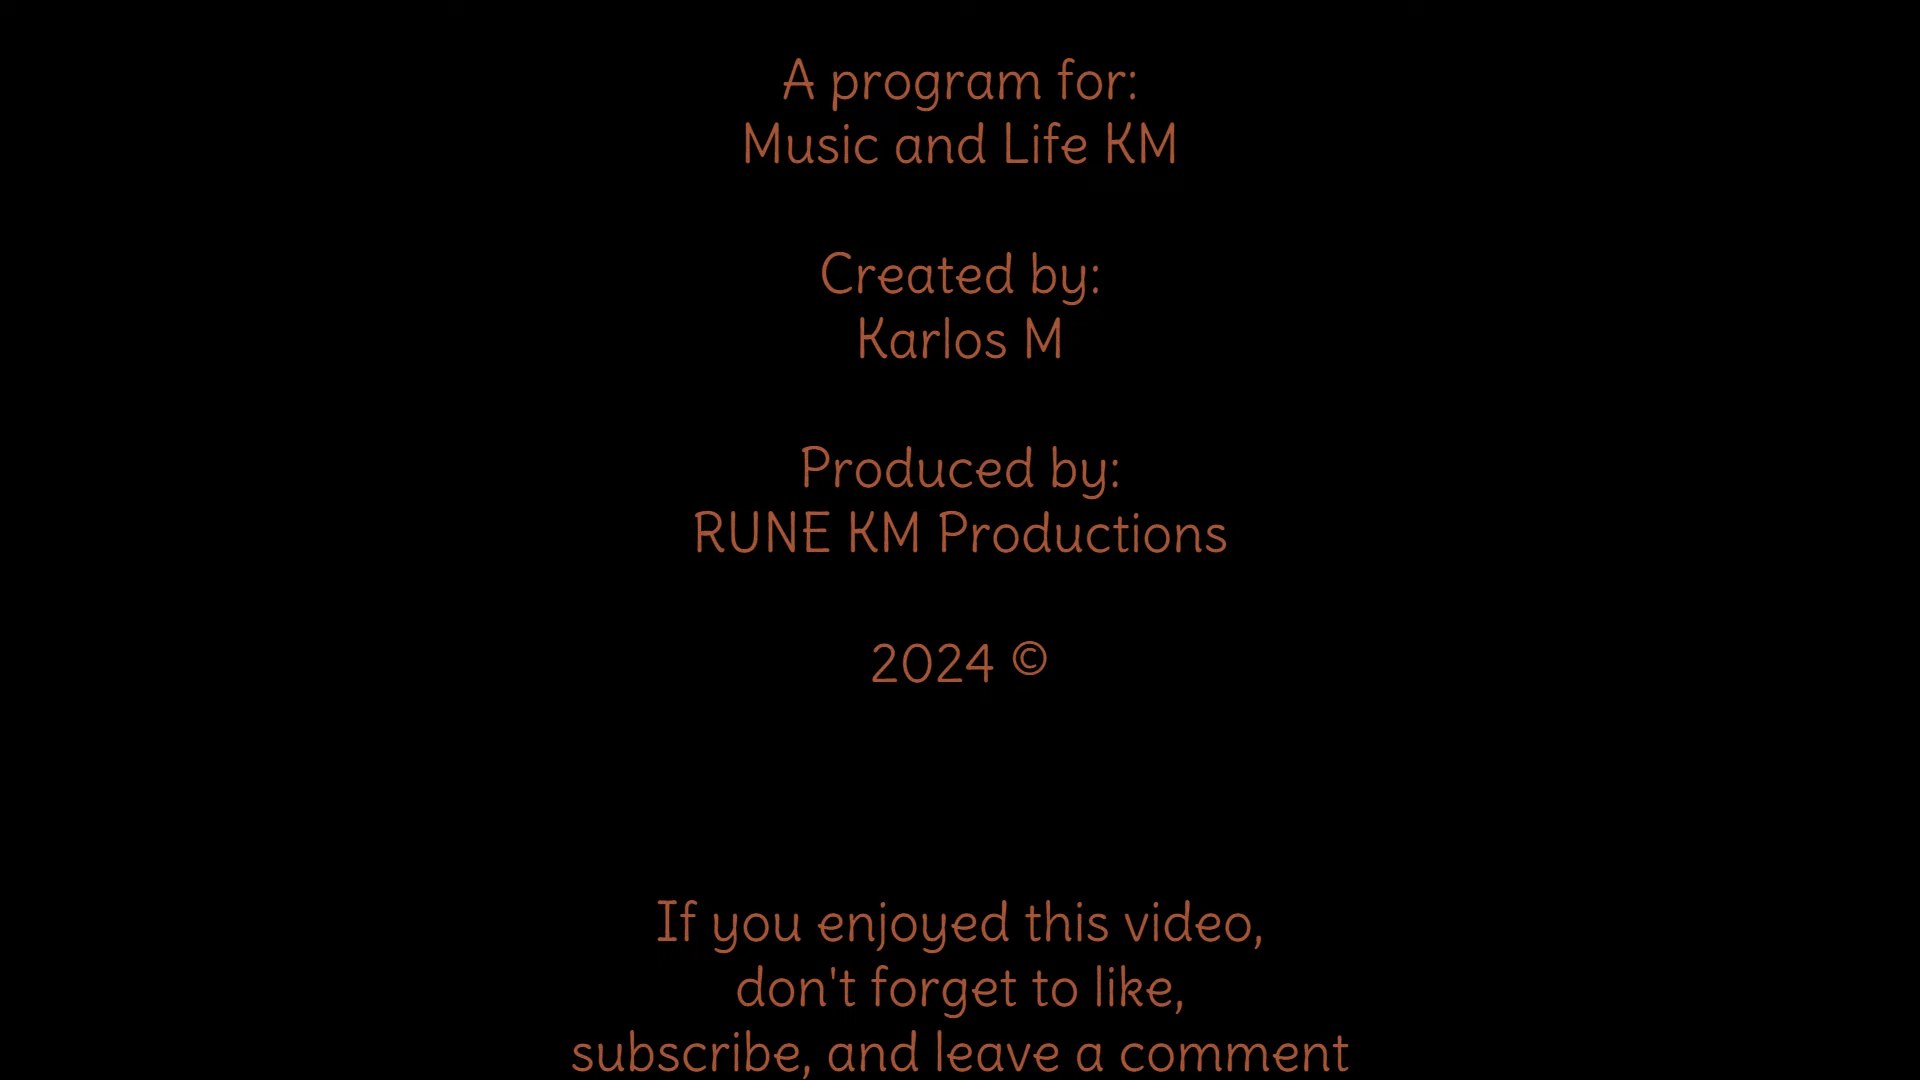 A program for:
Music and Life KM
Created by:
Karlos M
Produced by:
RUNE KM Productions
2024 ©
If you enjoyed this video,
don't forget to like,
subscribe, and leave a comment